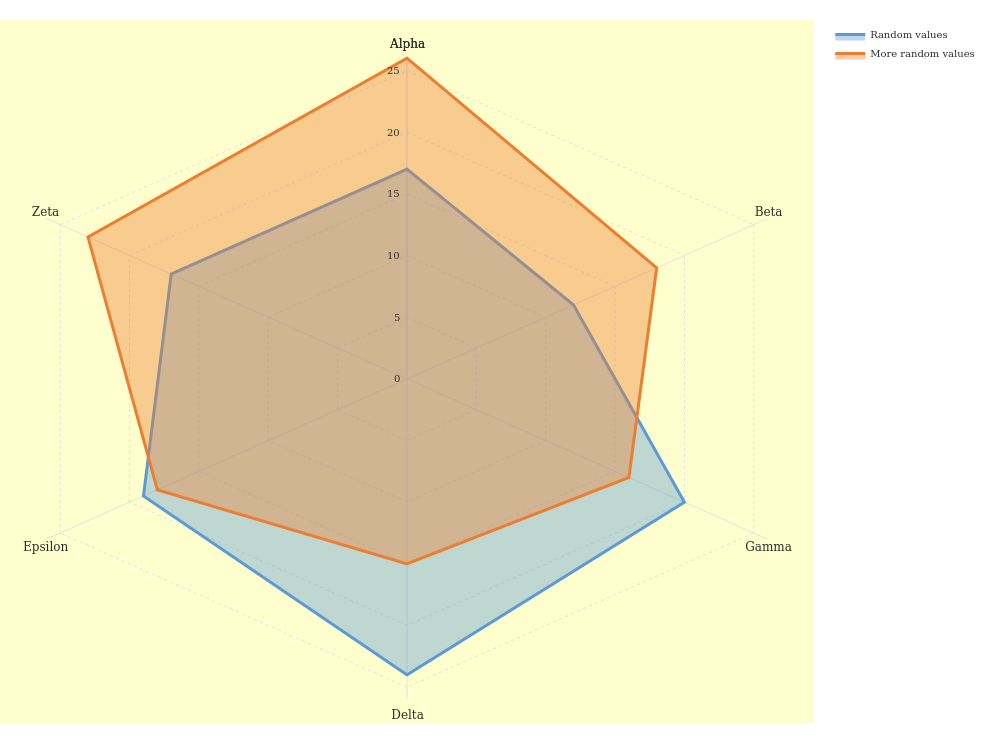 Random values
More random values
Alpha
25
20
15
10
5
0
Zeta
Beta
Epsilon
Gamma
Delta